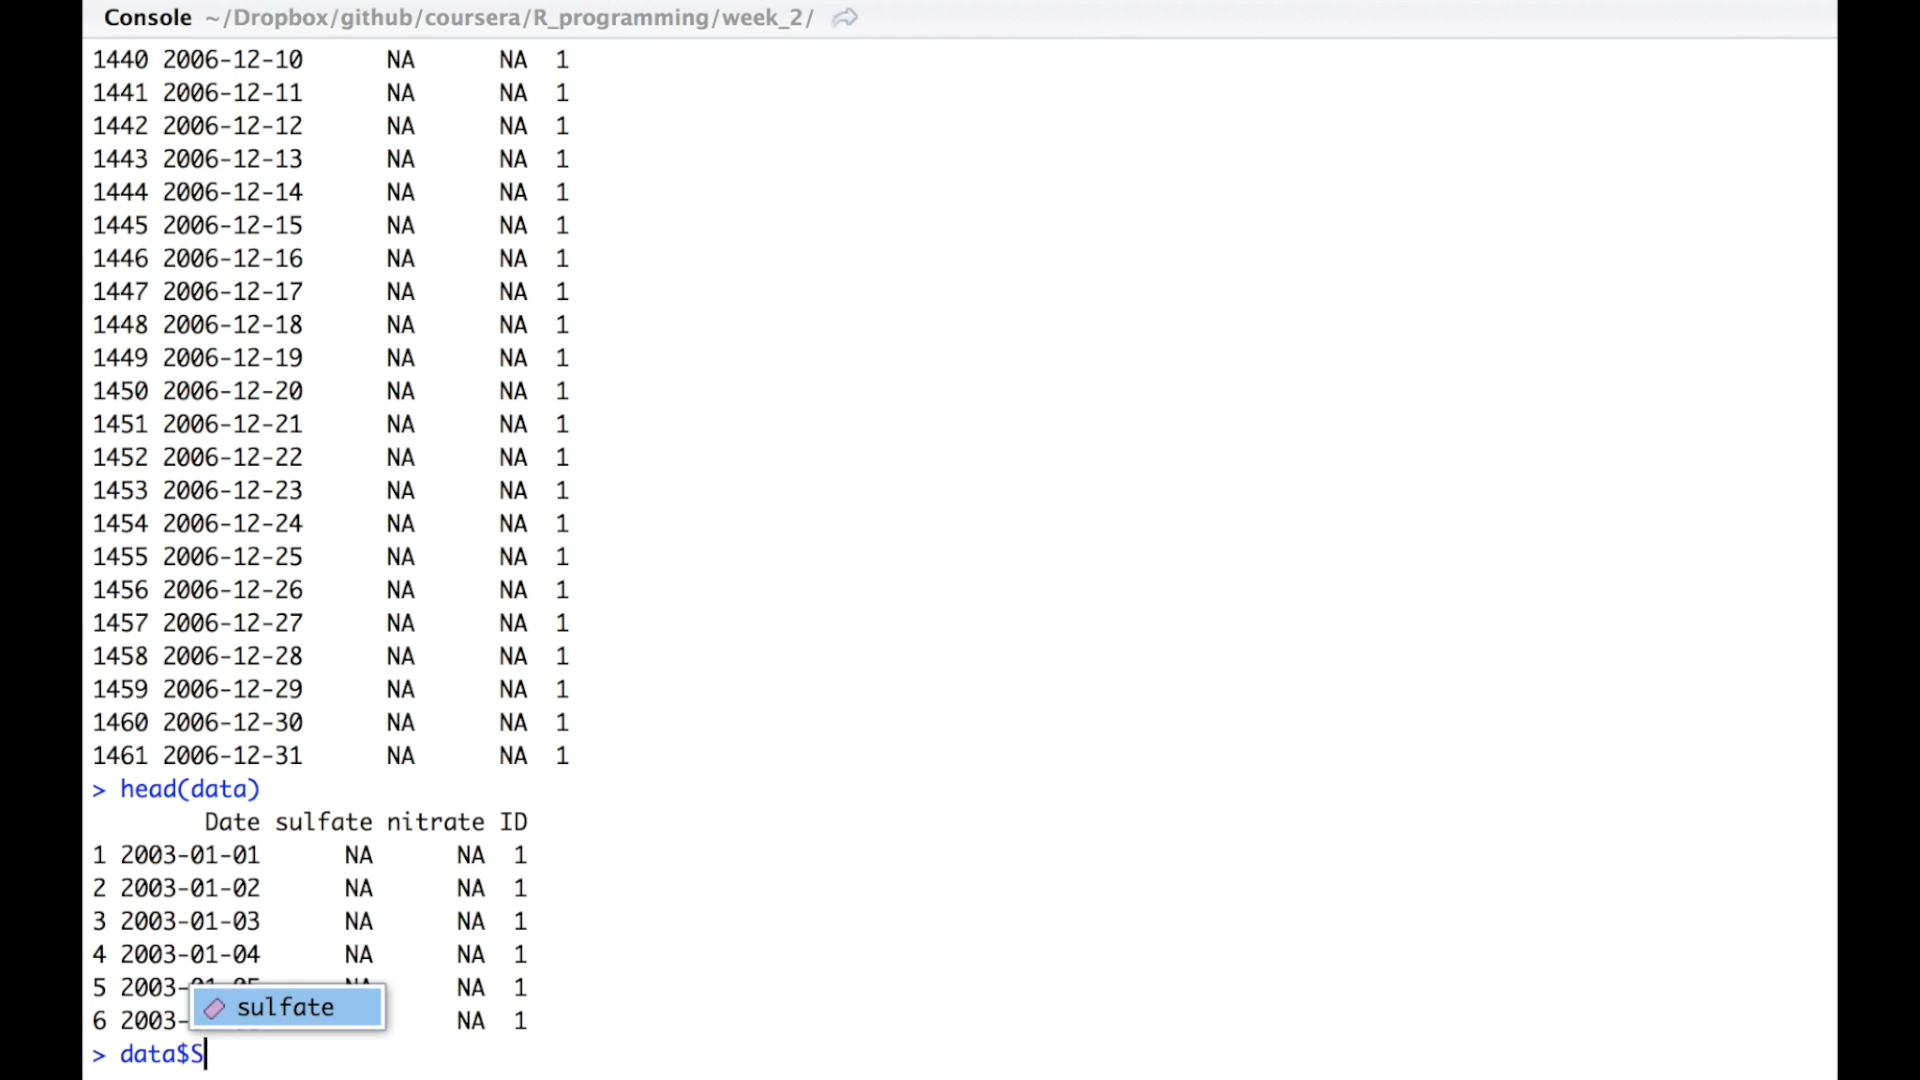 Console ~/Dropbox/github/coursera/R_programming/week_2/
1440 2006-12-10 NA NA 1
1441 2006-12-11 NA NA 1
1442 2006-12-12 NA NA 1
1443 2006-12-13 NA NA 1
1444 2006-12-14 NA NA 1
1445 2006-12-15 NA NA 1
1446 2006-12-16 NA NA 1
1447 2006-12-17 NA NA 1
1448 2006-12-18 NA NA 1
1449 2006-12-19 NA NA 1
1450 2006-12-20 NA NA 1
1451 2006-12-21 NA NA 1
1452 2006-12-22 NA NA 1
1453 2006-12-23 NA NA 1
1454 2006-12-24 NA NA 1
1455 2006-12-25 NA NA 1
1456 2006-12-26 NA NA 1
1457 2006-12-27 NA NA 1
1458 2006-12-28 NA NA 1
1459 2006-12-29 NA NA 1
1460 2006-12-30 NA NA 1
1461 2006-12-31 NA NA 1
> head(data)
Date sulfate nitrate ID
1 2003-01-01 NA NA 1
2 2003-01-02 NA NA 1
3 2003-01-03 NA NA 1
4 2003-01-04 NA NA 1
5 2003-01-05 NA NA 1
sulfate
6 2003- NA 1
> data$S